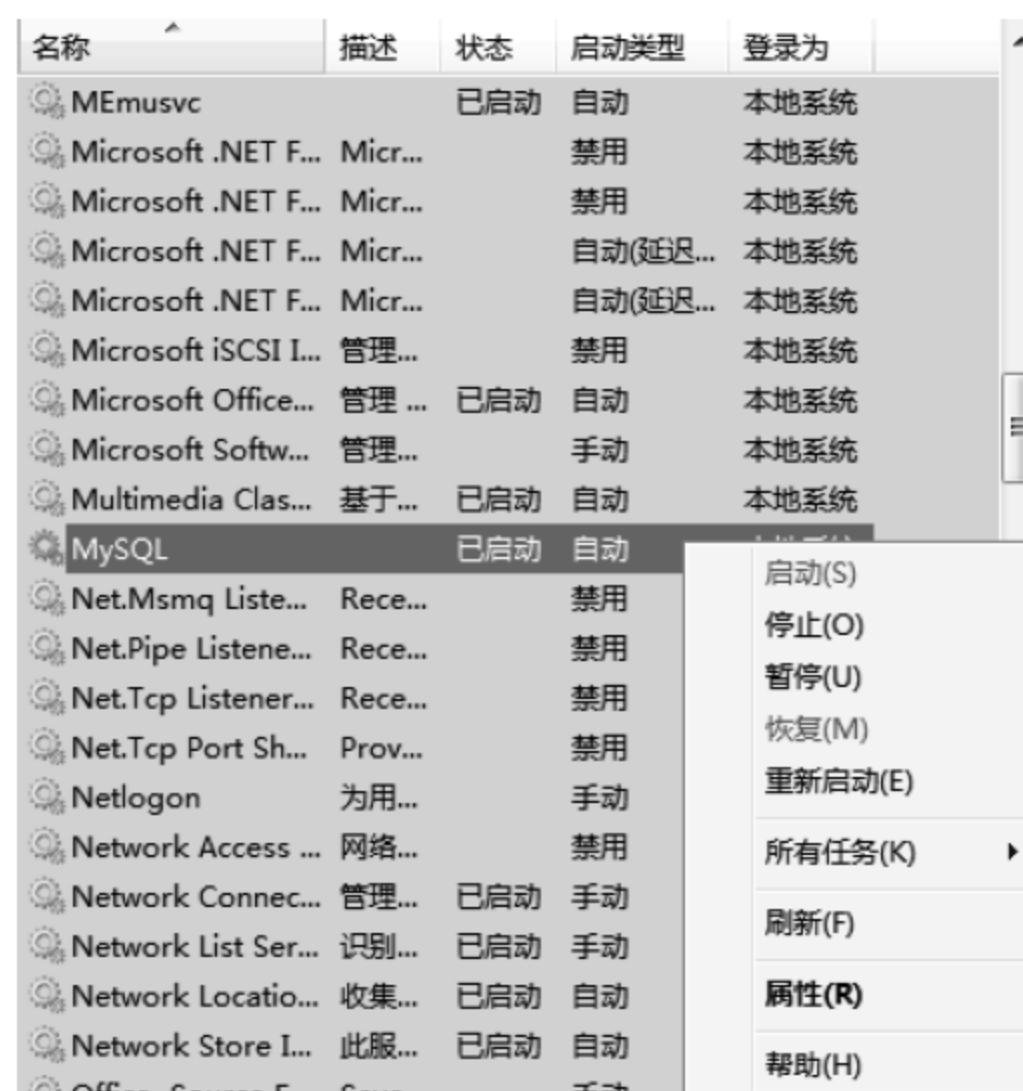 名称 描述 状态 启动类型 登录为
MEmusvc 已启动 自动 本地系统
Microsoft .NET F... Micr... 禁用 本地系统
Microsoft .NET F... Micr... 禁用 本地系统
Microsoft .NET F... Micr... 自动(延迟... 本地系统
Microsoft .NET F... Micr... 自动(延迟... 本地系统
Microsoft iSCSI I... 管理... 禁用 本地系统
Microsoft Office... 管理 ... 已启动 自动 本地系统
Microsoft Softw... 管理... 手动 本地系统
Multimedia Clas... 基于... 已启动 自动 本地系统
MySQL 已启动 自动
Net.Msmq Liste... Rece... 禁用
Net.Pipe Listene... Rece... 禁用
Net.Tcp Listener... Rece... 禁用
Net.Tcp Port Sh... Prov... 禁用
Netlogon 为用... 手动
Network Access ... 网络... 禁用
Network Connec... 管理... 已启动 手动
Network List Ser... 识别... 已启动 手动
Network Locatio... 收集... 已启动 自动
Network Store I... 此服... 已启动 自动
启动(S)
停止(O)
暂停(U)
恢复(M)
重新启动(E)
所有任务(K)
刷新(F)
属性(R)
帮助(H)